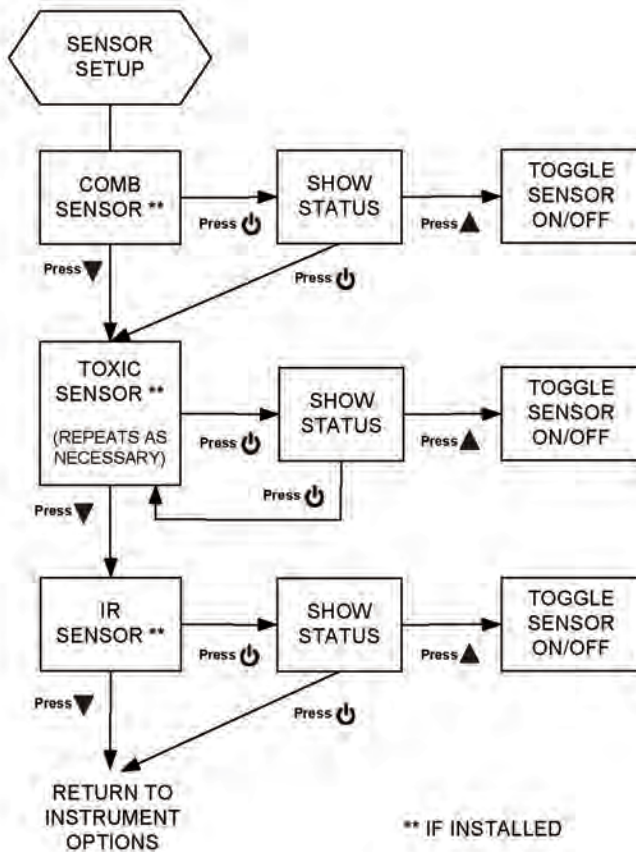 SENSOR
SETUP
COMB
SENSOR **
Press
SHOW
STATUS
Press
TOGGLE
SENSOR
ON/OFF
Press
Press
TOXIC
SENSOR **
(REPEATS AS
NECESSARY)
Press
SHOW
STATUS
Press
TOGGLE
SENSOR
ON/OFF
Press
Press
IR
SENSOR **
Press
SHOW
STATUS
Press
TOGGLE
SENSOR
ON/OFF
Press
Press
RETURN TO
INSTRUMENT
OPTIONS
** IF INSTALLED